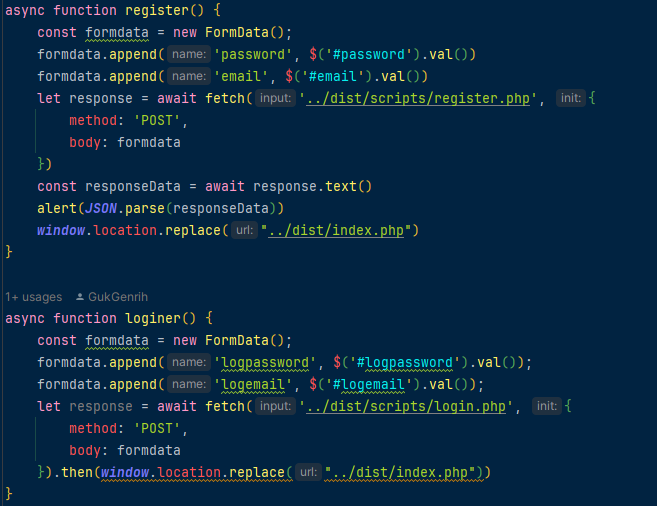 async function register() {
    const formdata = new FormData();
    formdata.append( name: 'password', $('#password').val())
    formdata.append( name: 'email', $('#email').val())
    let response = await fetch( input: '../dist/scripts/register.php', init: {
        method: 'POST',
        body: formdata
    })
    const responseData = await response.text()
    alert(JSON.parse(responseData))
    window.location.replace( url: "../dist/index.php")
}
1+ usages GukGenrih
async function loginer() {
    const formdata = new FormData();
    formdata.append( name: 'logpassword', $('#logpassword').val());
    formdata.append( name: 'logemail', $('#logemail').val());
    let response = await fetch( input: '../dist/scripts/login.php', init: {
        method: 'POST',
        body: formdata
    }).then(window.location.replace( url: "../dist/index.php"))
}